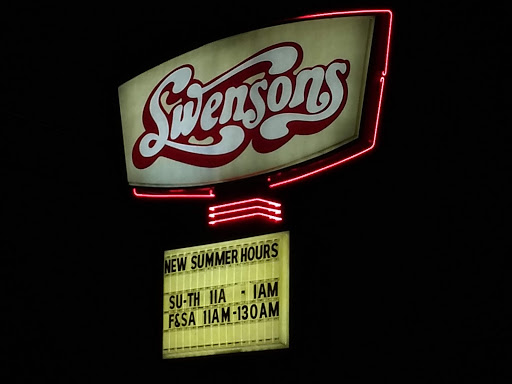 Swensons
NEW SUMMER HOURS
SU-TH 11A - 1AM
F&SA 11AM-130AM